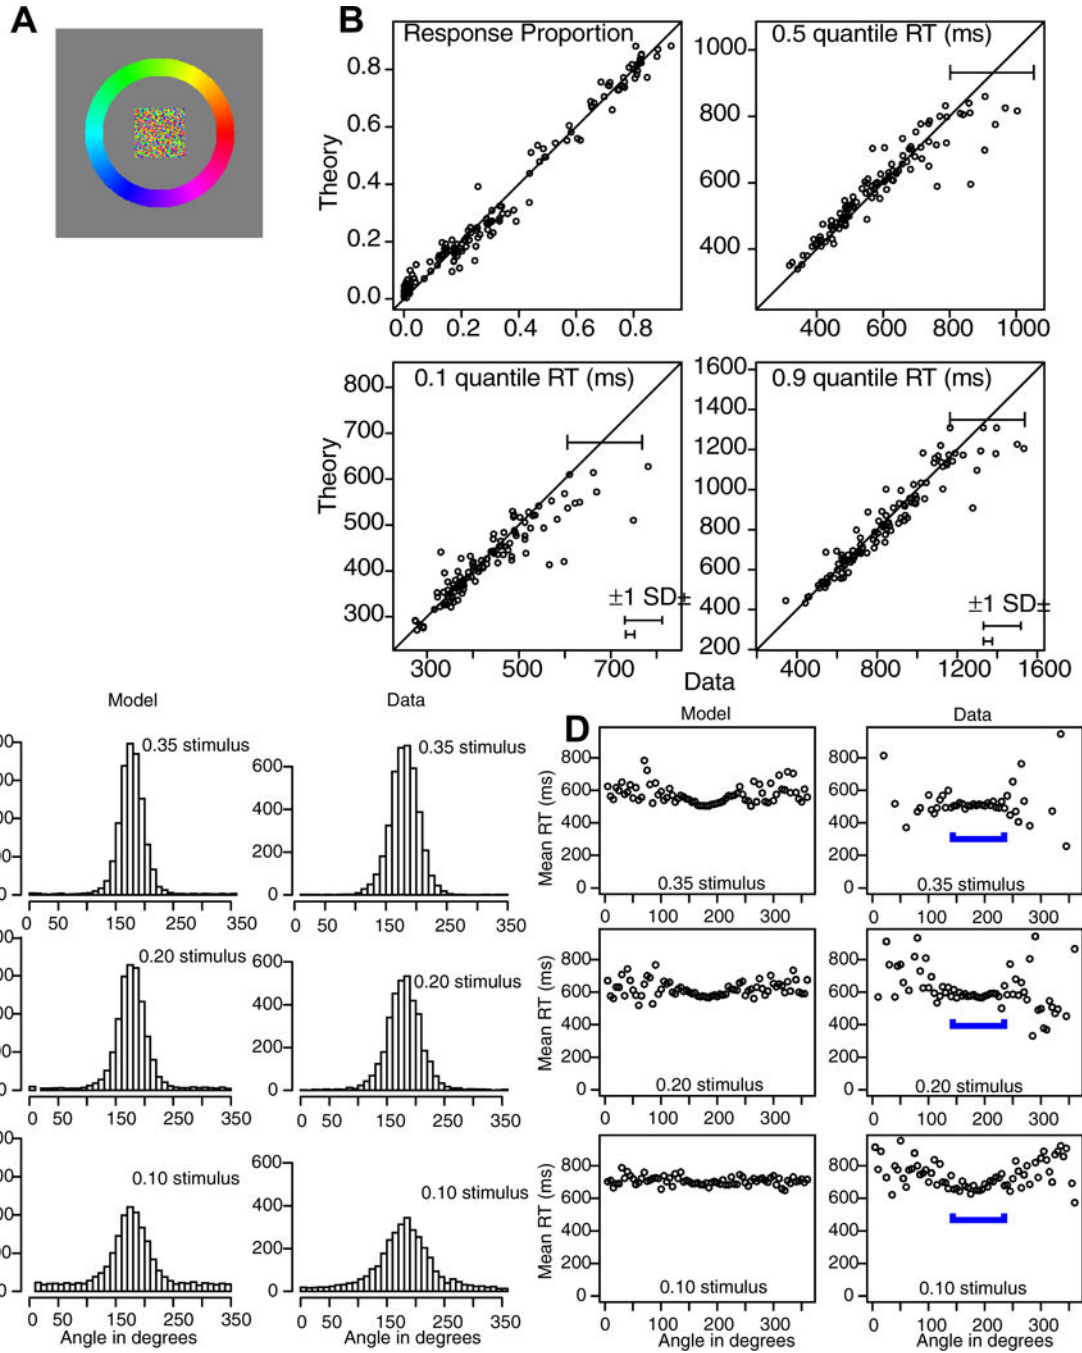 A
B
Response Proportion
Theory
0.8
0.6
0.4
0.2
0.0
0.0 0.2 0.4 0.6 0.8
0.5 quantile RT (ms)
1000
800
600
400
400 600 800 1000
0.1 quantile RT (ms)
Theory
800
700
600
500
400
300
±1 SD±
300 500 700
0.9 quantile RT (ms)
1600
1400
1200
1000
800
600
400
200
±1 SD±
400 800 1200 1600
Data
Model
Data
0.35 stimulus
0 50 150 250 350
0.35 stimulus
600
400
200
0
0 50 150 250 350
0.20 stimulus
0 50 150 250 350
0.20 stimulus
600
400
200
0
0 50 150 250 350
0.10 stimulus
0 50 150 250 350
Angle in degrees
0.10 stimulus
600
400
200
0
0 50 150 250 350
Angle in degrees
D
Model
Data
Mean RT (ms)
800
600
400
200
0
0.35 stimulus
0 100 200 300
800
600
400
200
0
0.35 stimulus
0 100 200 300
Mean RT (ms)
800
600
400
200
0
0.20 stimulus
0 100 200 300
800
600
400
200
0
0.20 stimulus
0 100 200 300
Mean RT (ms)
800
600
400
200
0
0.10 stimulus
0 100 200 300
Angle in degrees
800
600
400
200
0
0.10 stimulus
0 100 200 300
Angle in degrees